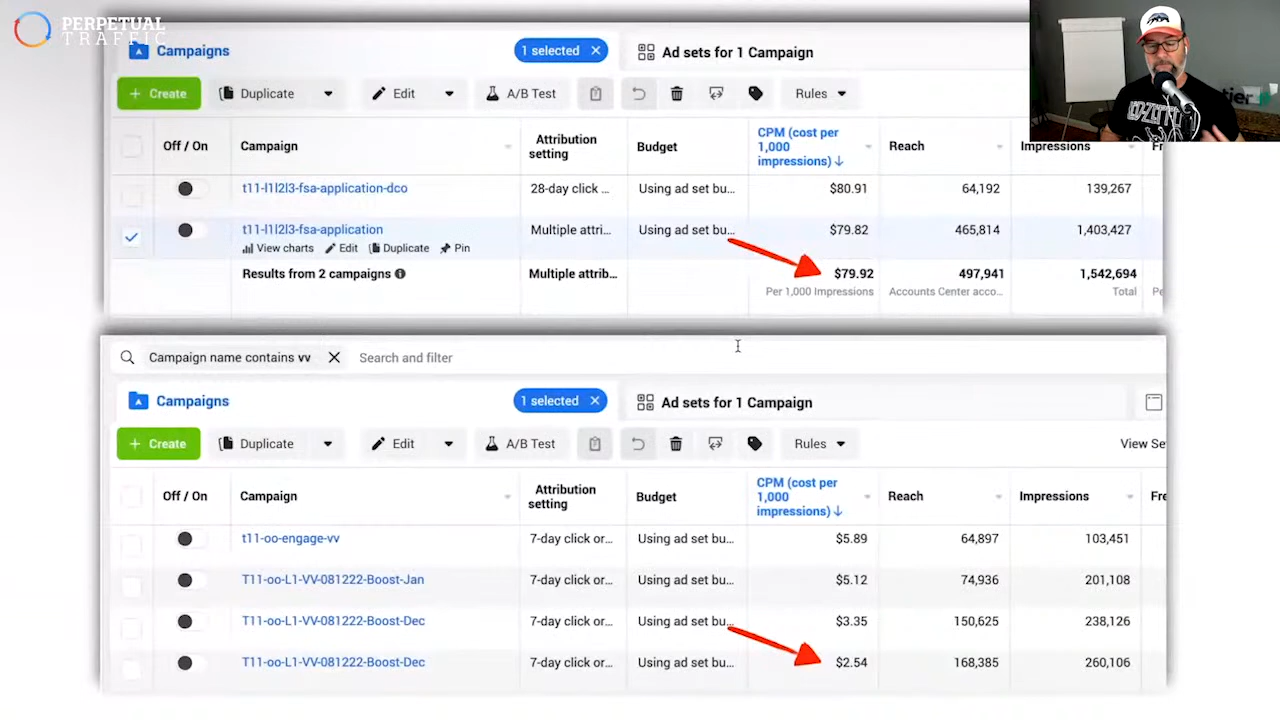 PERPETUAL
TRAFFIC
Campaigns
1 selected
Ad sets for 1 Campaign
+ Create
Duplicate
Edit
A/B Test
Rules
Off / On
Campaign
Attribution setting
Budget
CPM (cost per 1,000 impressions) ↓
Reach
Impressions
Fr
t11-l1l2l3-fsa-application-dco
28-day click ...
Using ad set bu...
$80.91
64,192
139,267
t11-l1l2l3-fsa-application
Multiple attri...
Using ad set bu...
$79.82
465,814
1,403,427
View charts
Edit
Duplicate
Pin
Results from 2 campaigns
Multiple attrib...
$79.92
497,941
1,542,694
Per 1,000 Impressions
Accounts Center acco...
Total
Pe
Campaign name contains vv
Search and filter
Campaigns
1 selected
Ad sets for 1 Campaign
+ Create
Duplicate
Edit
A/B Test
Rules
View Se
Off / On
Campaign
Attribution setting
Budget
CPM (cost per 1,000 impressions) ↓
Reach
Impressions
Fre
t11-oo-engage-vv
7-day click or...
Using ad set bu...
$5.89
64,897
103,451
T11-oo-L1-VV-081222-Boost-Jan
7-day click or...
Using ad set bu...
$5.12
74,936
201,108
T11-oo-L1-VV-081222-Boost-Dec
7-day click or...
Using ad set bu...
$3.35
150,625
238,126
T11-oo-L1-VV-081222-Boost-Dec
7-day click or...
Using ad set bu...
$2.54
168,385
260,106